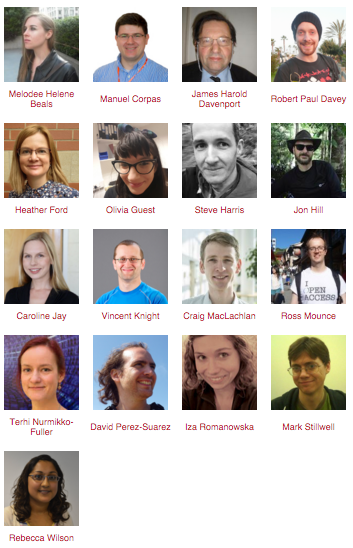 Melodee Helene
Beals
Manuel Corpas
James Harold
Davenport
Robert Paul Davey
Heather Ford
Olivia Guest
Steve Harris
Jon Hill
Caroline Jay
Vincent Knight
Craig MacLachlan
Ross Mounce
I
OPEN
ACCESS
Terhi Nurmikko-
Fuller
David Perez-Suarez
Iza Romanowska
Mark Stillwell
Rebecca Wilson